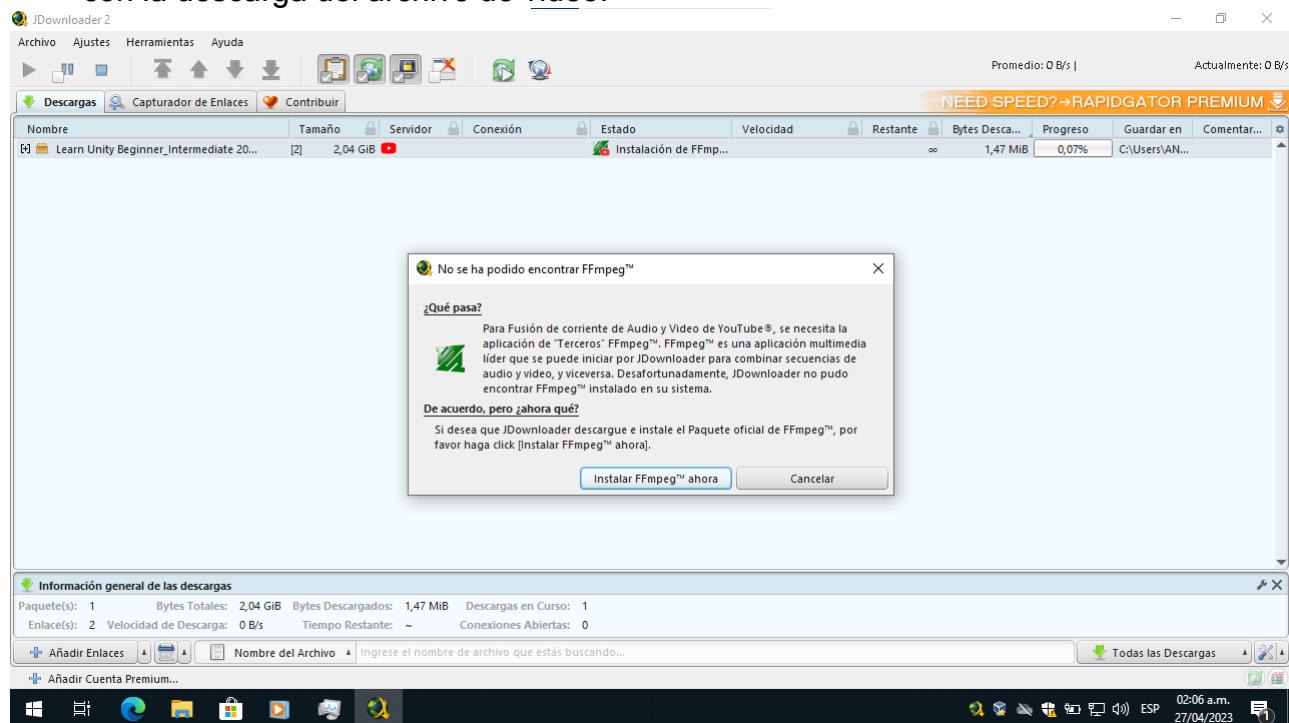 con la descarga del archivo de video.
JDownloader 2
Archivo Ajustes Herramientas Ayuda
Promedio: 0 B/s | Actualmente: 0 B/s
Descargas Capturador de Enlaces Contribuir NEED SPEED?→RAPIDGATOR PREMIUM
Nombre Tamaño Servidor Conexión Estado Velocidad Restante Bytes Desca... Progreso Guardar en Comentar...
Learn Unity Beginner_Intermediate 20... [2] 2,04 GiB Instalación de FFmp... ∞ 1,47 MiB 0,07% C:\Users\AN...
No se ha podido encontrar FFmpeg™
¿Qué pasa?
Para Fusión de corriente de Audio y Video de YouTube®, se necesita la
aplicación de "Terceros" FFmpeg™. FFmpeg™ es una aplicación multimedia
líder que se puede iniciar por JDownloader para combinar secuencias de
audio y video, y viceversa. Desafortunadamente, JDownloader no pudo
encontrar FFmpeg™ instalado en su sistema.
De acuerdo, pero ¿ahora qué?
Si desea que JDownloader descargue e instale el Paquete oficial de FFmpeg™, por
favor haga click [Instalar FFmpeg™ ahora].
Instalar FFmpeg™ ahora Cancelar
Información general de las descargas
Paquete(s): 1 Bytes Totales: 2,04 GiB Bytes Descargados: 1,47 MiB Descargas en Curso: 1
Enlace(s): 2 Velocidad de Descarga: 0 B/s Tiempo Restante: ~ Conexiones Abiertas: 0
Añadir Enlaces Nombre del Archivo Ingrese el nombre de archivo que estás buscando... Todas las Descargas
Añadir Cuenta Premium...
ESP 02:06 a.m.
27/04/2023